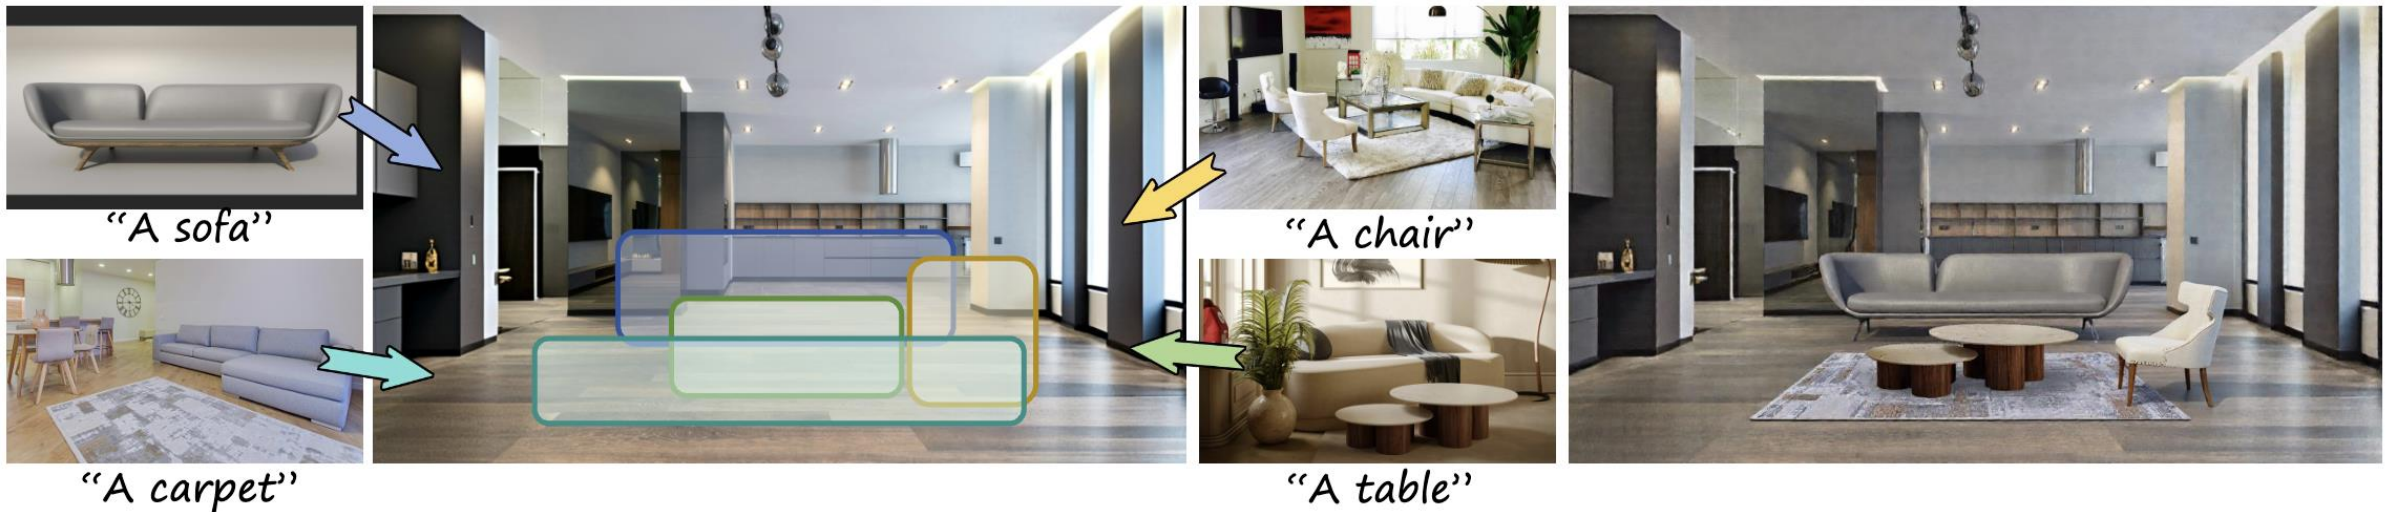 “A sofa”
“A chair”
“A carpet”
“A table”